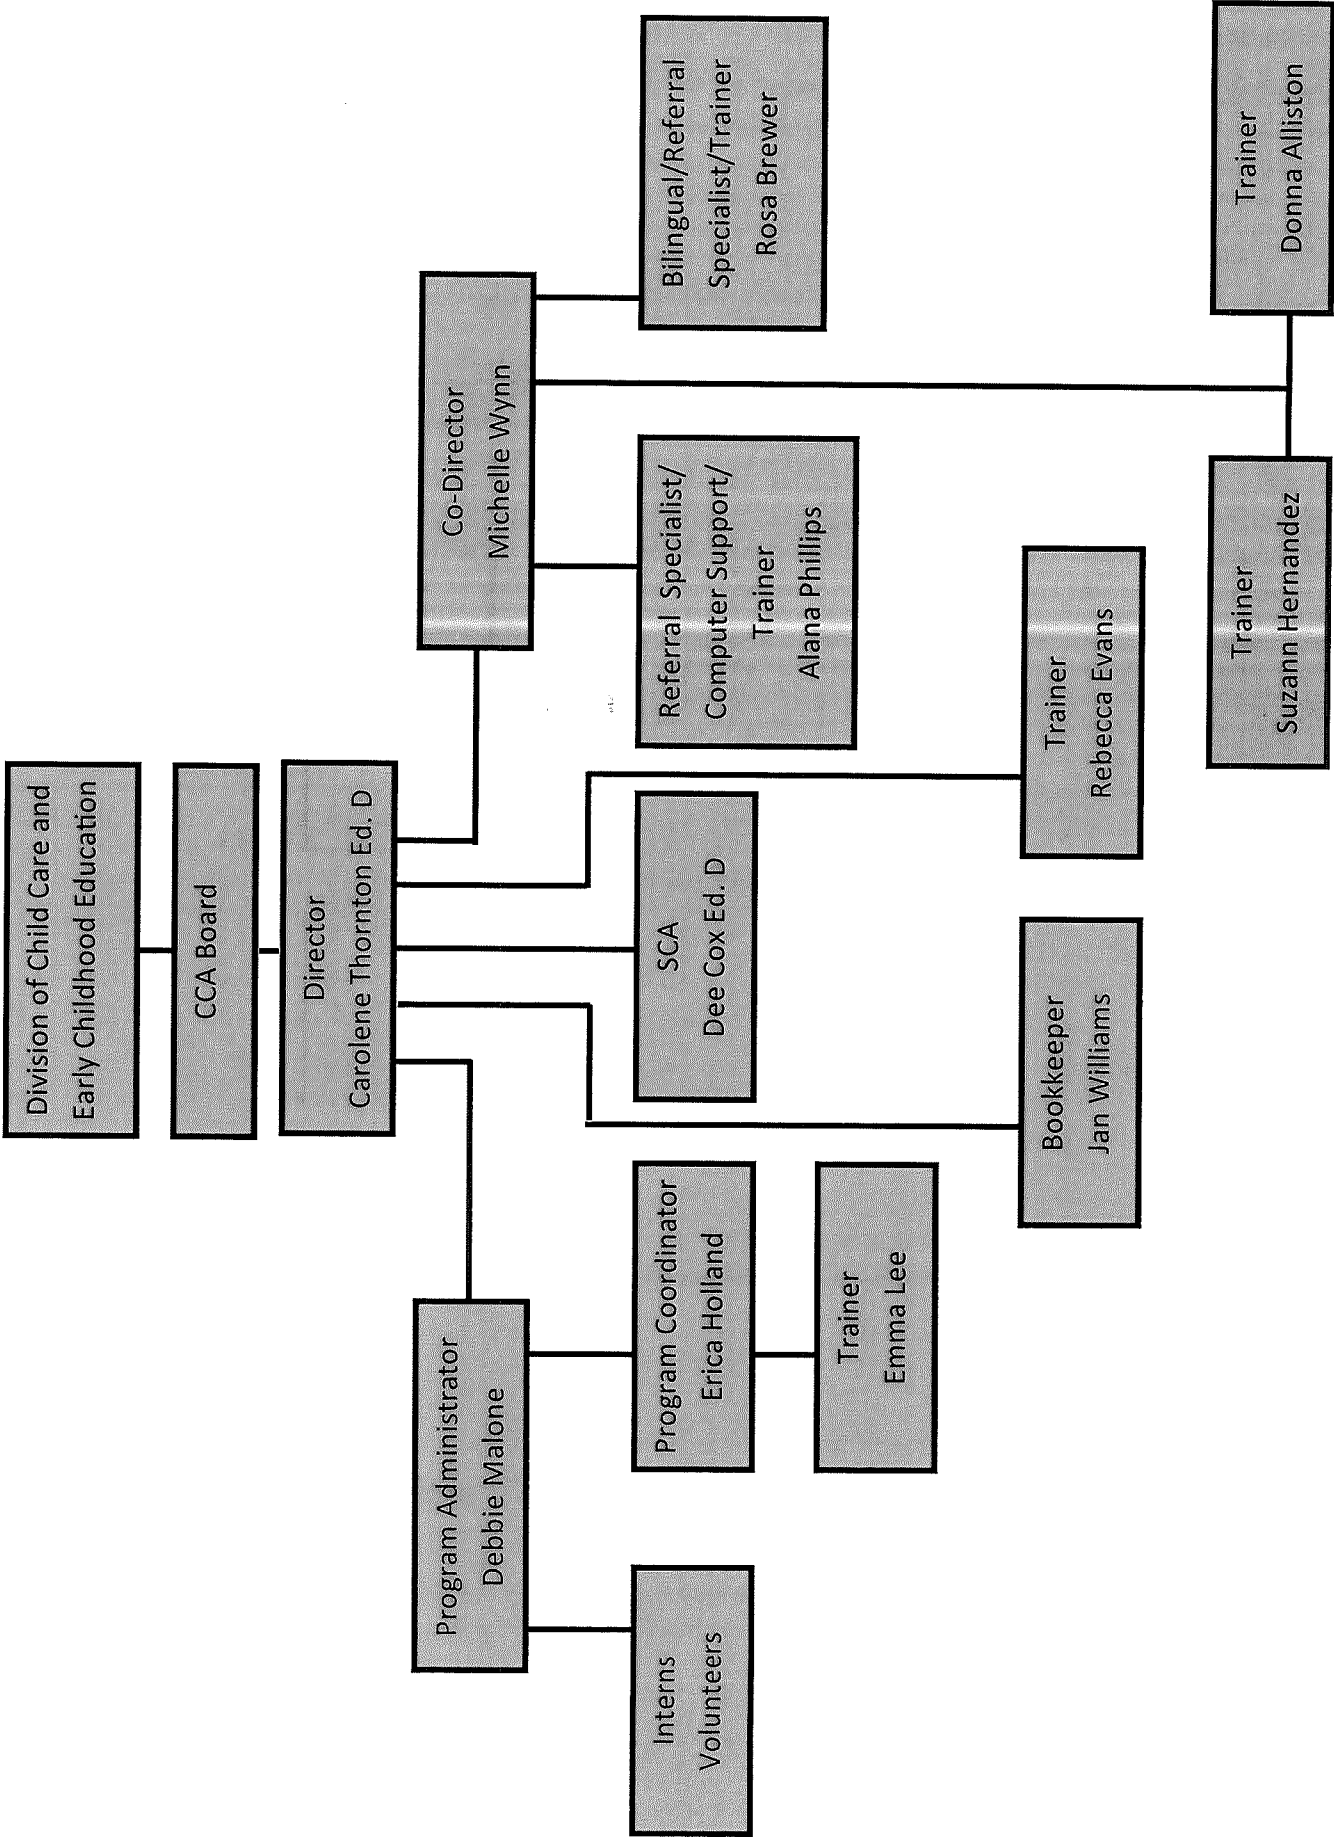 Division of Child Care and
Early Childhood Education
CCA Board
Director
Carolene Thornton Ed. D
Program Administrator
Debbie Malone
Co-Director
Michelle Wynn
Interns
Volunteers
Program Coordinator
Erica Holland
SCA
Dee Cox Ed. D
Referral Specialist/
Computer Support/
Trainer
Alana Phillips
Bilingual/Referral
Specialist/Trainer
Rosa Brewer
Trainer
Emma Lee
Bookkeeper
Jan Williams
Trainer
Rebecca Evans
Trainer
Suzann Hernandez
Trainer
Donna Alliston